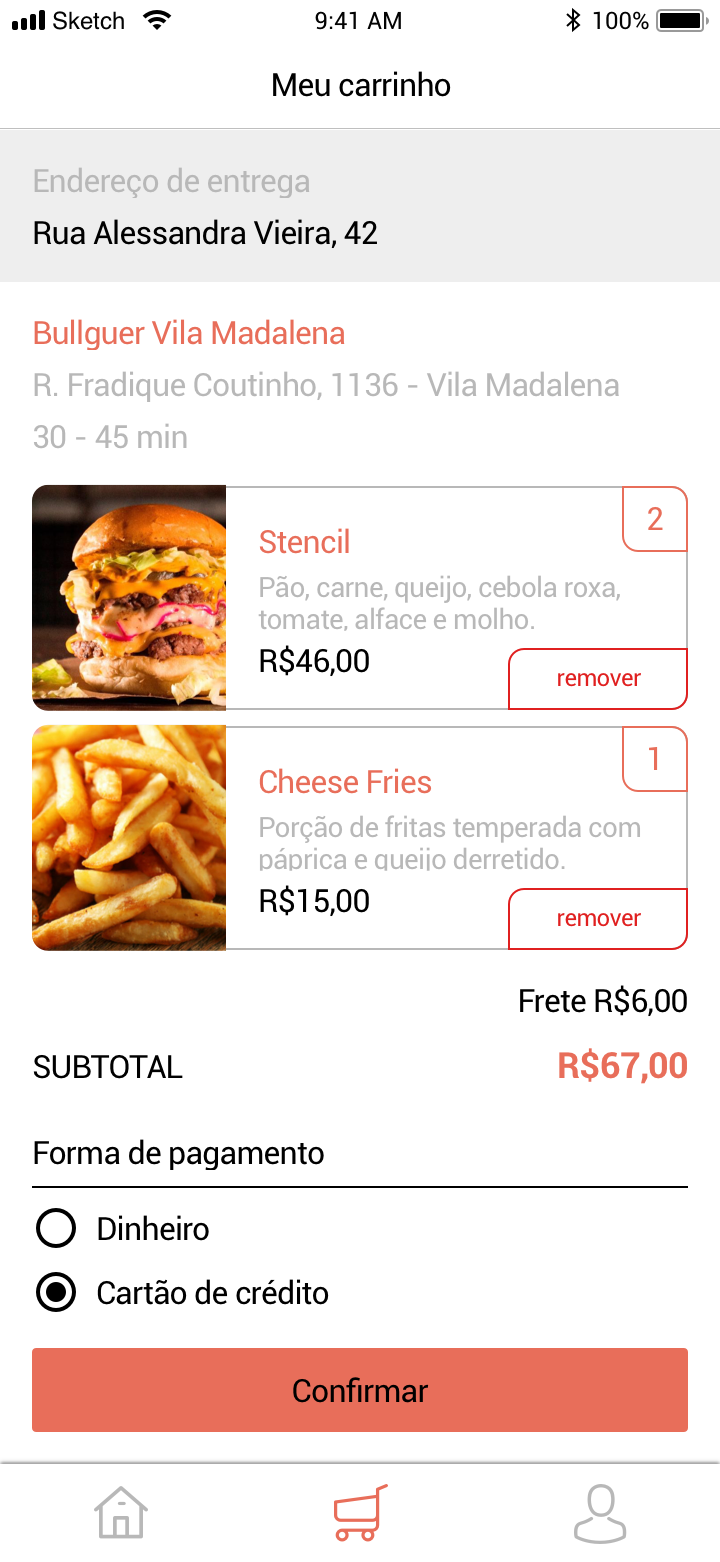 Sketch 9:41 AM 100%
Meu carrinho
Endereço de entrega
Rua Alessandra Vieira, 42
Bullguer Vila Madalena
R. Fradique Coutinho, 1136 - Vila Madalena
30 - 45 min
2
Stencil
Pão, carne, queijo, cebola roxa,
tomate, alface e molho.
R$46,00
remover
1
Cheese Fries
Porção de fritas temperada com
páprica e queijo derretido.
R$15,00
remover
Frete R$6,00
SUBTOTAL R$67,00
Forma de pagamento
Dinheiro
Cartão de crédito
Confirmar